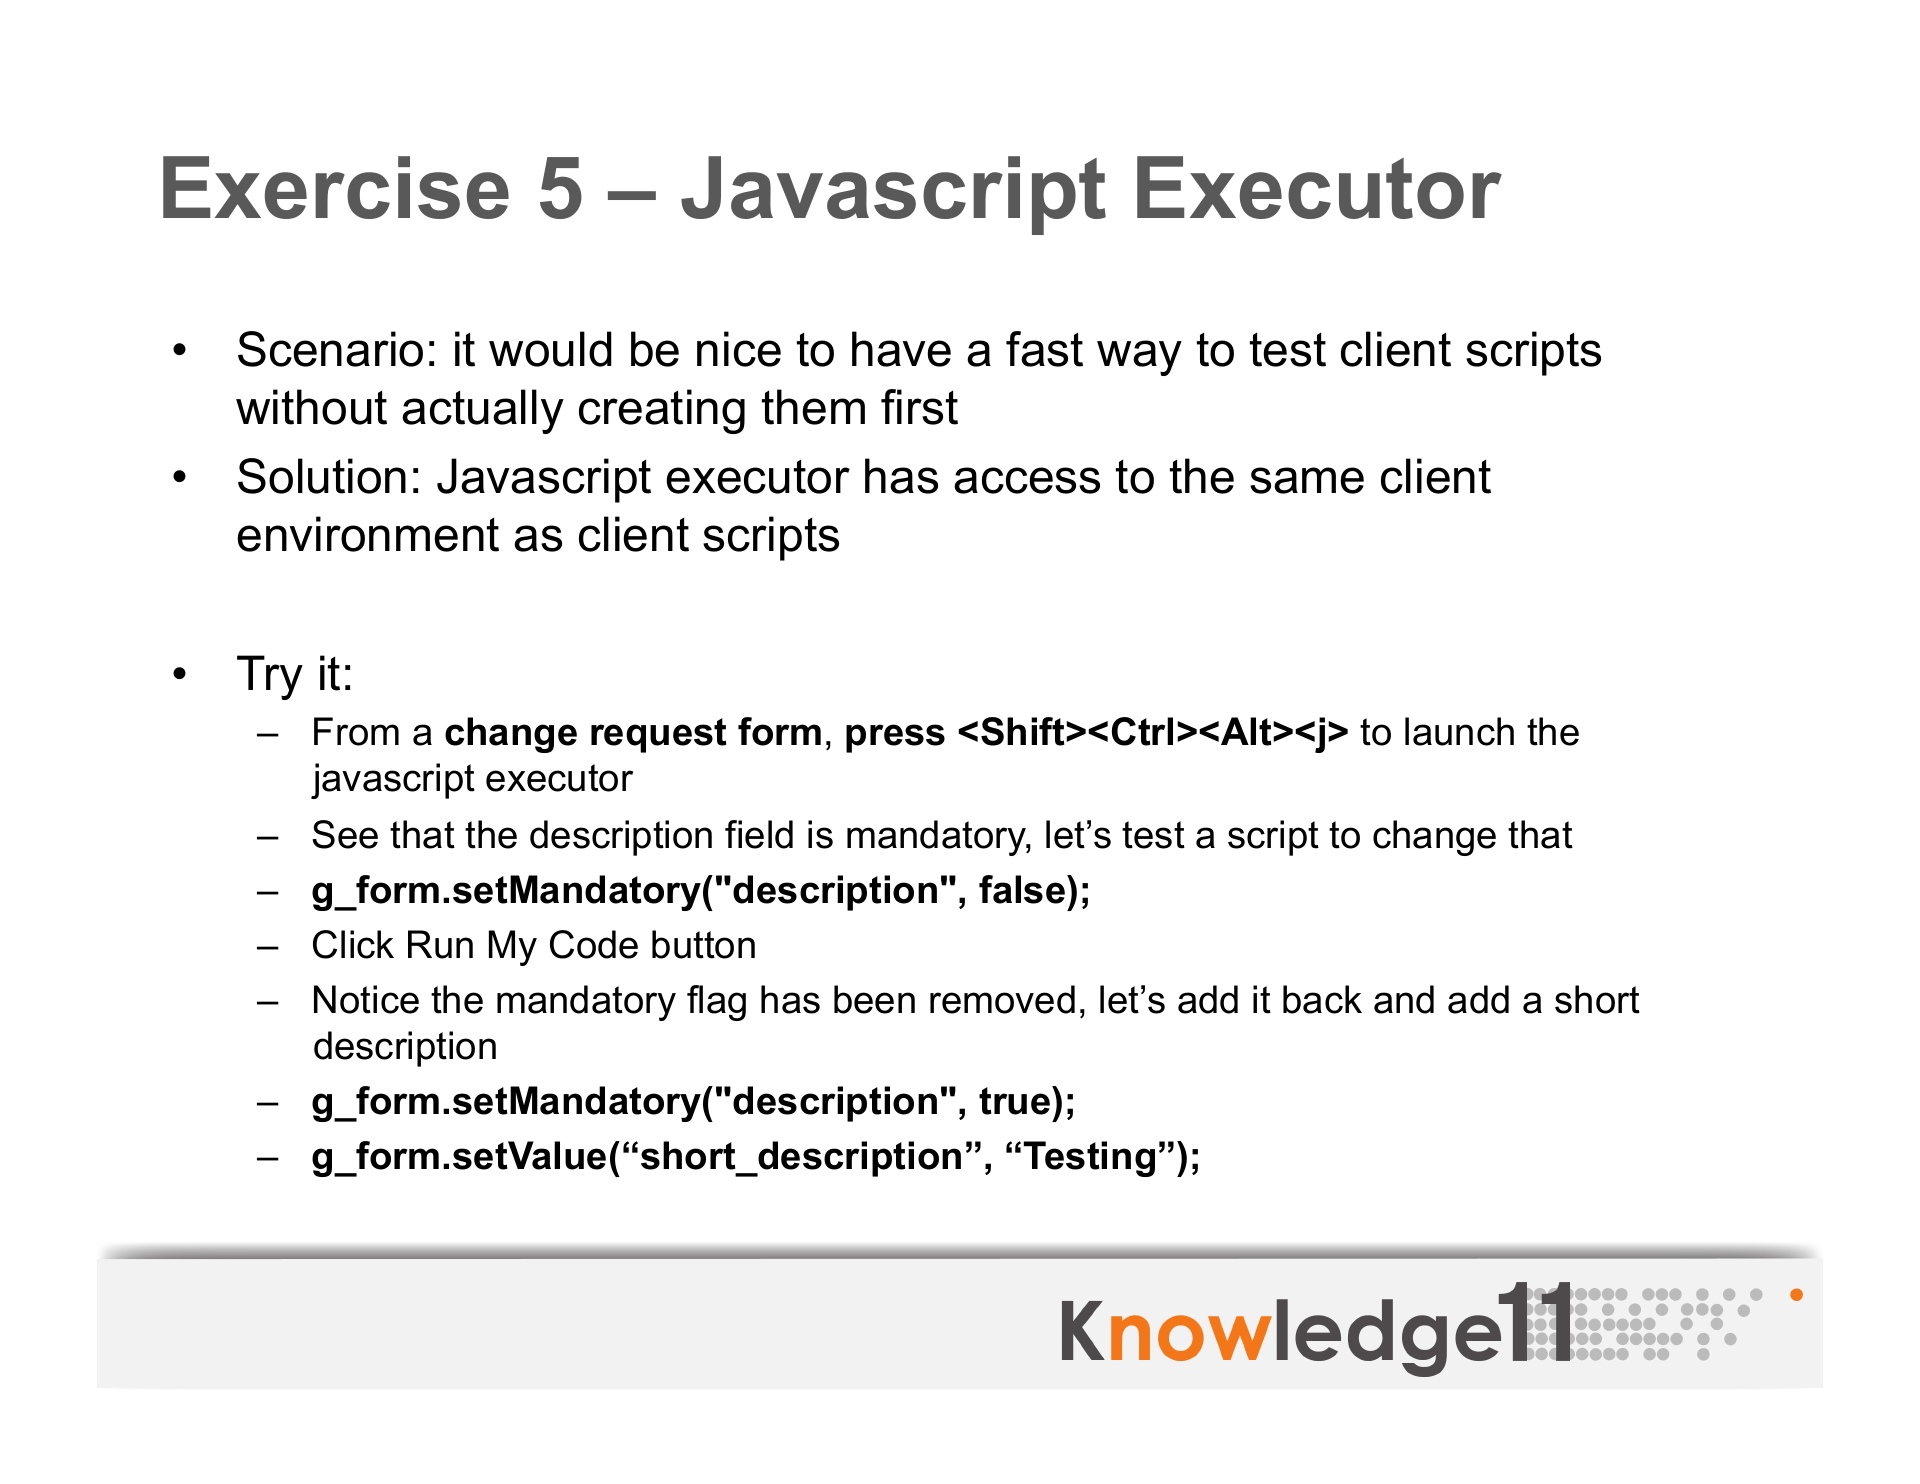 Exercise 5 – Javascript Executor
• Scenario: it would be nice to have a fast way to test client scripts
without actually creating them first
• Solution: Javascript executor has access to the same client
environment as client scripts
• Try it:
– From a change request form, press <Shift><Ctrl><Alt><j> to launch the
javascript executor
– See that the description field is mandatory, let’s test a script to change that
– g_form.setMandatory("description", false);
– Click Run My Code button
– Notice the mandatory flag has been removed, let’s add it back and add a short
description
– g_form.setMandatory("description", true);
– g_form.setValue(“short_description”, “Testing”);
Knowledge11